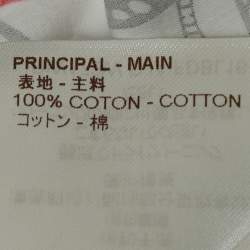 PRINCIPAL - MAIN
表地 - 主料
100% COTON - COTTON
コットン - 棉